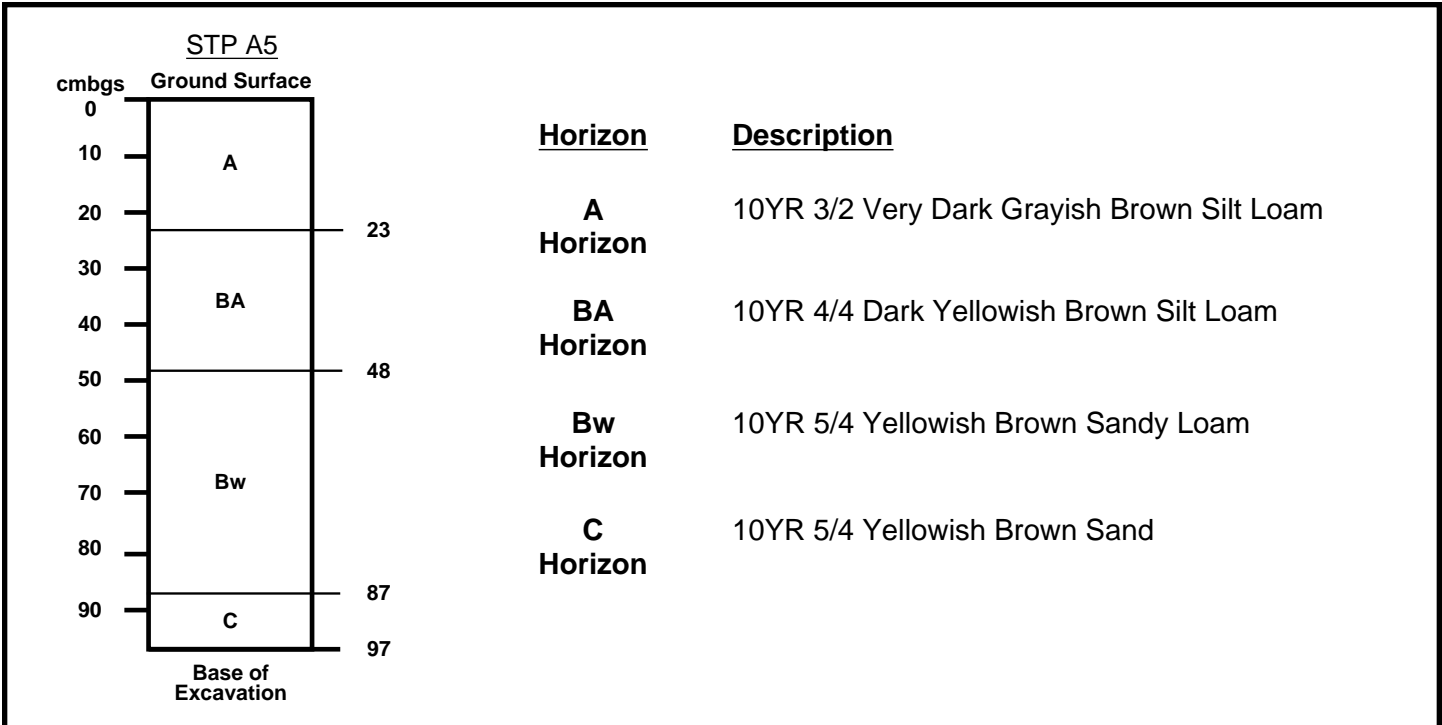 STP A5
cmbgs
Ground Surface
0
10
A
20
23
30
BA
40
48
50
60
Bw
70
80
87
90
C
97
Base of
Excavation
Horizon Description
A 10YR 3/2 Very Dark Grayish Brown Silt Loam
Horizon
BA 10YR 4/4 Dark Yellowish Brown Silt Loam
Horizon
Bw 10YR 5/4 Yellowish Brown Sandy Loam
Horizon
C 10YR 5/4 Yellowish Brown Sand
Horizon